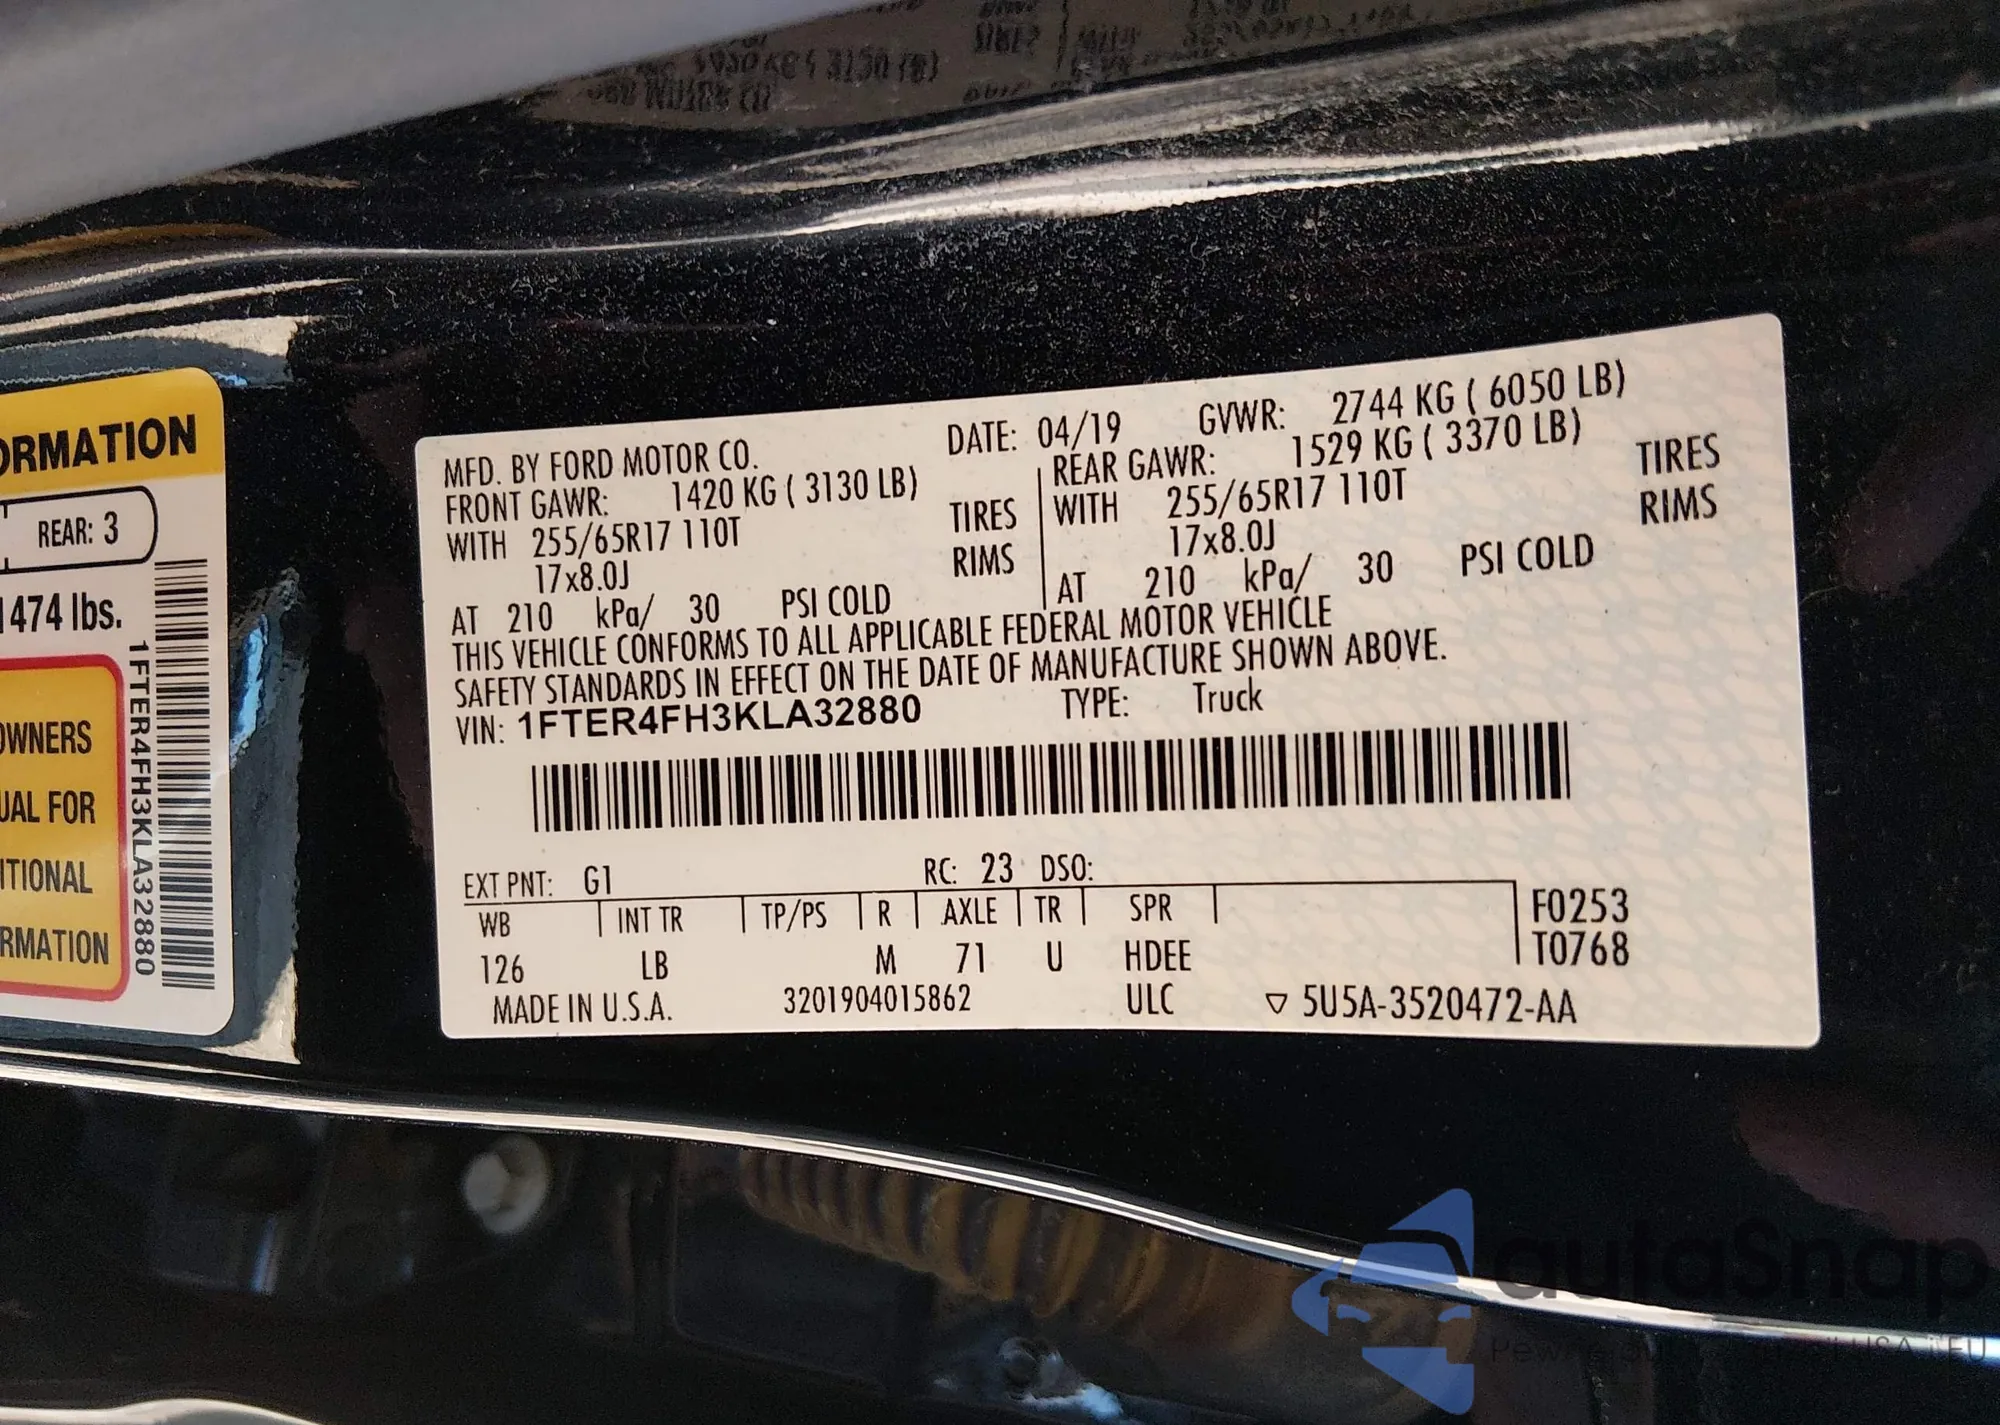 ORMATION
REAR: 3
1474 lbs.
OWNERS
UAL FOR
ITIONAL
RMATION
1FTER4FH3KLA32880
MFD. BY FORD MOTOR CO. DATE: 04/19 GVWR: 2744 KG ( 6050 LB)
FRONT GAWR: 1420 KG ( 3130 LB) REAR GAWR: 1529 KG ( 3370 LB)
WITH 255/65R17 110T TIRES WITH 255/65R17 110T TIRES
17x8.0J RIMS 17x8.0J RIMS
AT 210 kPa/ 30 PSI COLD AT 210 kPa/ 30 PSI COLD
THIS VEHICLE CONFORMS TO ALL APPLICABLE FEDERAL MOTOR VEHICLE
SAFETY STANDARDS IN EFFECT ON THE DATE OF MANUFACTURE SHOWN ABOVE.
VIN: 1FTER4FH3KLA32880 TYPE: Truck
EXT PNT: G1 RC: 23 DSO:
WB INT TR TP/PS R AXLE TR SPR F0253
126 LB M 71 U HDEE T0768
MADE IN U.S.A. 3201904015862 ULC ▽ 5U5A-3520472-AA
autaSnap